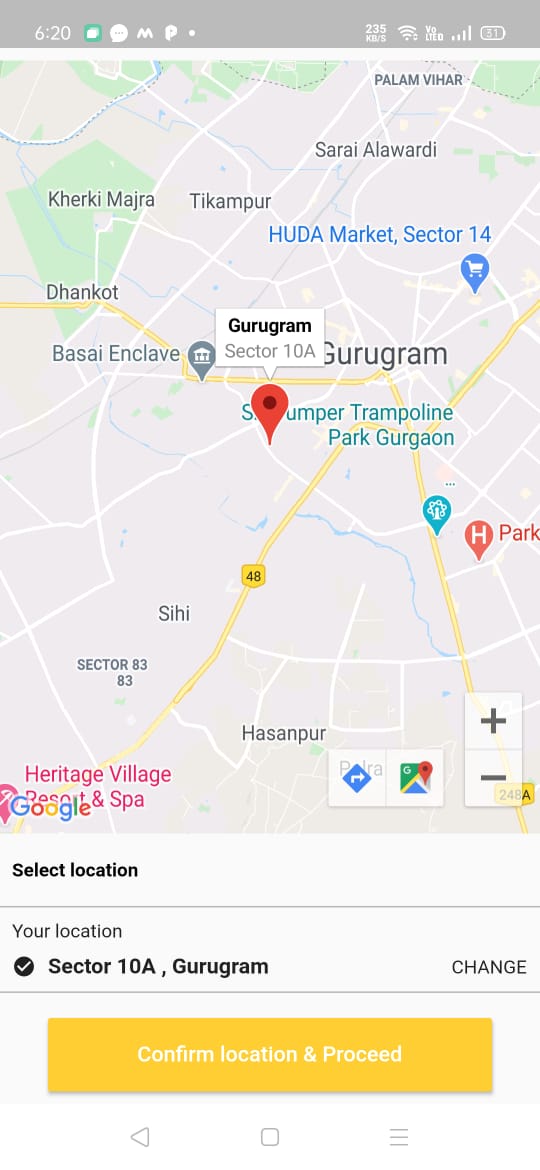 6:20
235
KB/S
Vo
LTED
31
PALAM VIHAR
Sarai Alawardi
Kherki Majra
Tikampur
HUDA Market, Sector 14
Dhankot
Gurugram
Sector 10A
Basai Enclave
Gurugram
umper Trampoline
Park Gurgaon
H
Park
48
Sihi
SECTOR 83
83
Hasanpur
G
Heritage Village
Resort & Spa
Google
248A
Select location
Your location
Sector 10A , Gurugram
CHANGE
Confirm location & Proceed